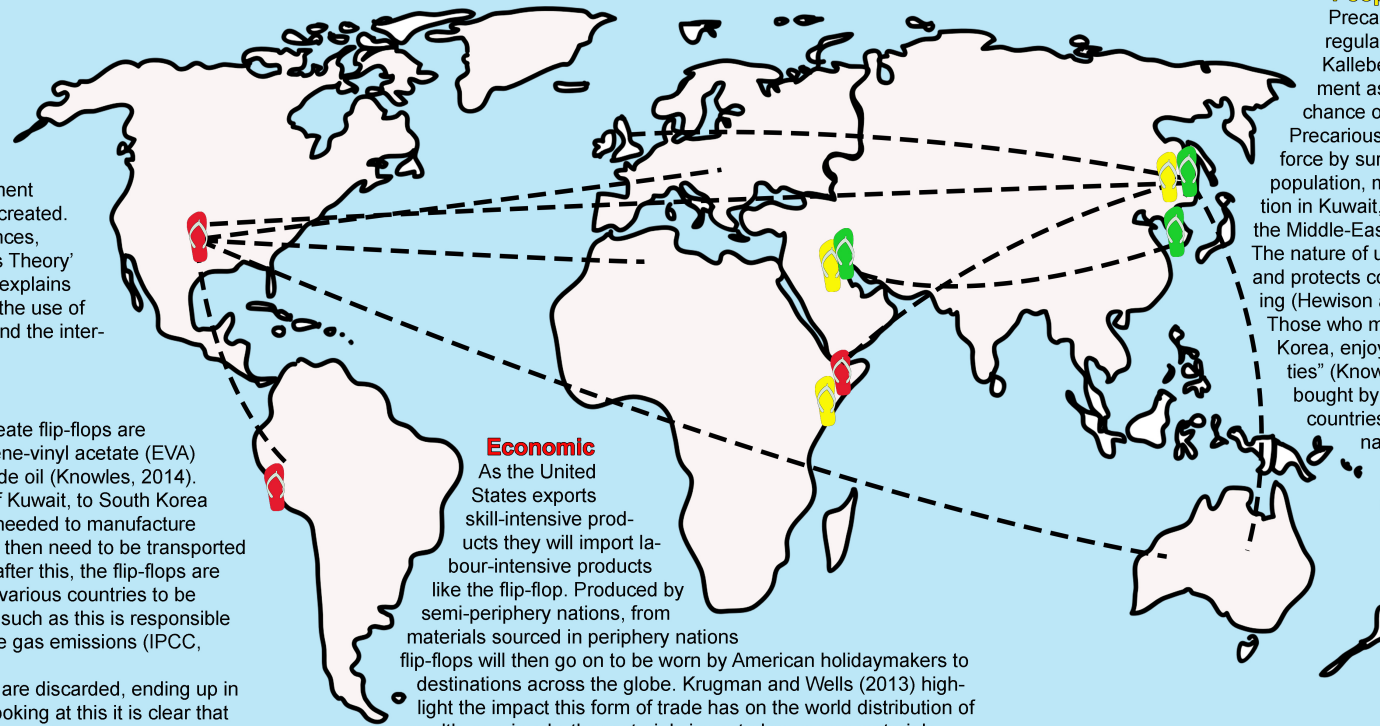 nent
created.
nces,
s Theory'
explains
the use of
nd the inter-
eate flip-flops are
ene-vinyl acetate (EVA)
de oil (Knowles, 2014).
f Kuwait, to South Korea
needed to manufacture
then need to be transported
after this, the flip-flops are
various countries to be
such as this is responsible
e gas emissions (IPCC,
are discarded, ending up in
ooking at this it is clear that
Economic
As the United
States exports
skill-intensive prod-
ucts they will import la-
bour-intensive products
like the flip-flop. Produced by
semi-periphery nations, from
materials sourced in periphery nations
flip-flops will then go on to be worn by American holidaymakers to
destinations across the globe. Krugman and Wells (2013) high-
light the impact this form of trade has on the world distribution of
Preca
regula
Kallebe
ment as
chance o
Precarious
force by sur
population, n
tion in Kuwait,
the Middle-Eas
The nature of u
and protects co
ing (Hewison a
Those who m
Korea, enjoy
ties" (Know
bought by
countries
na